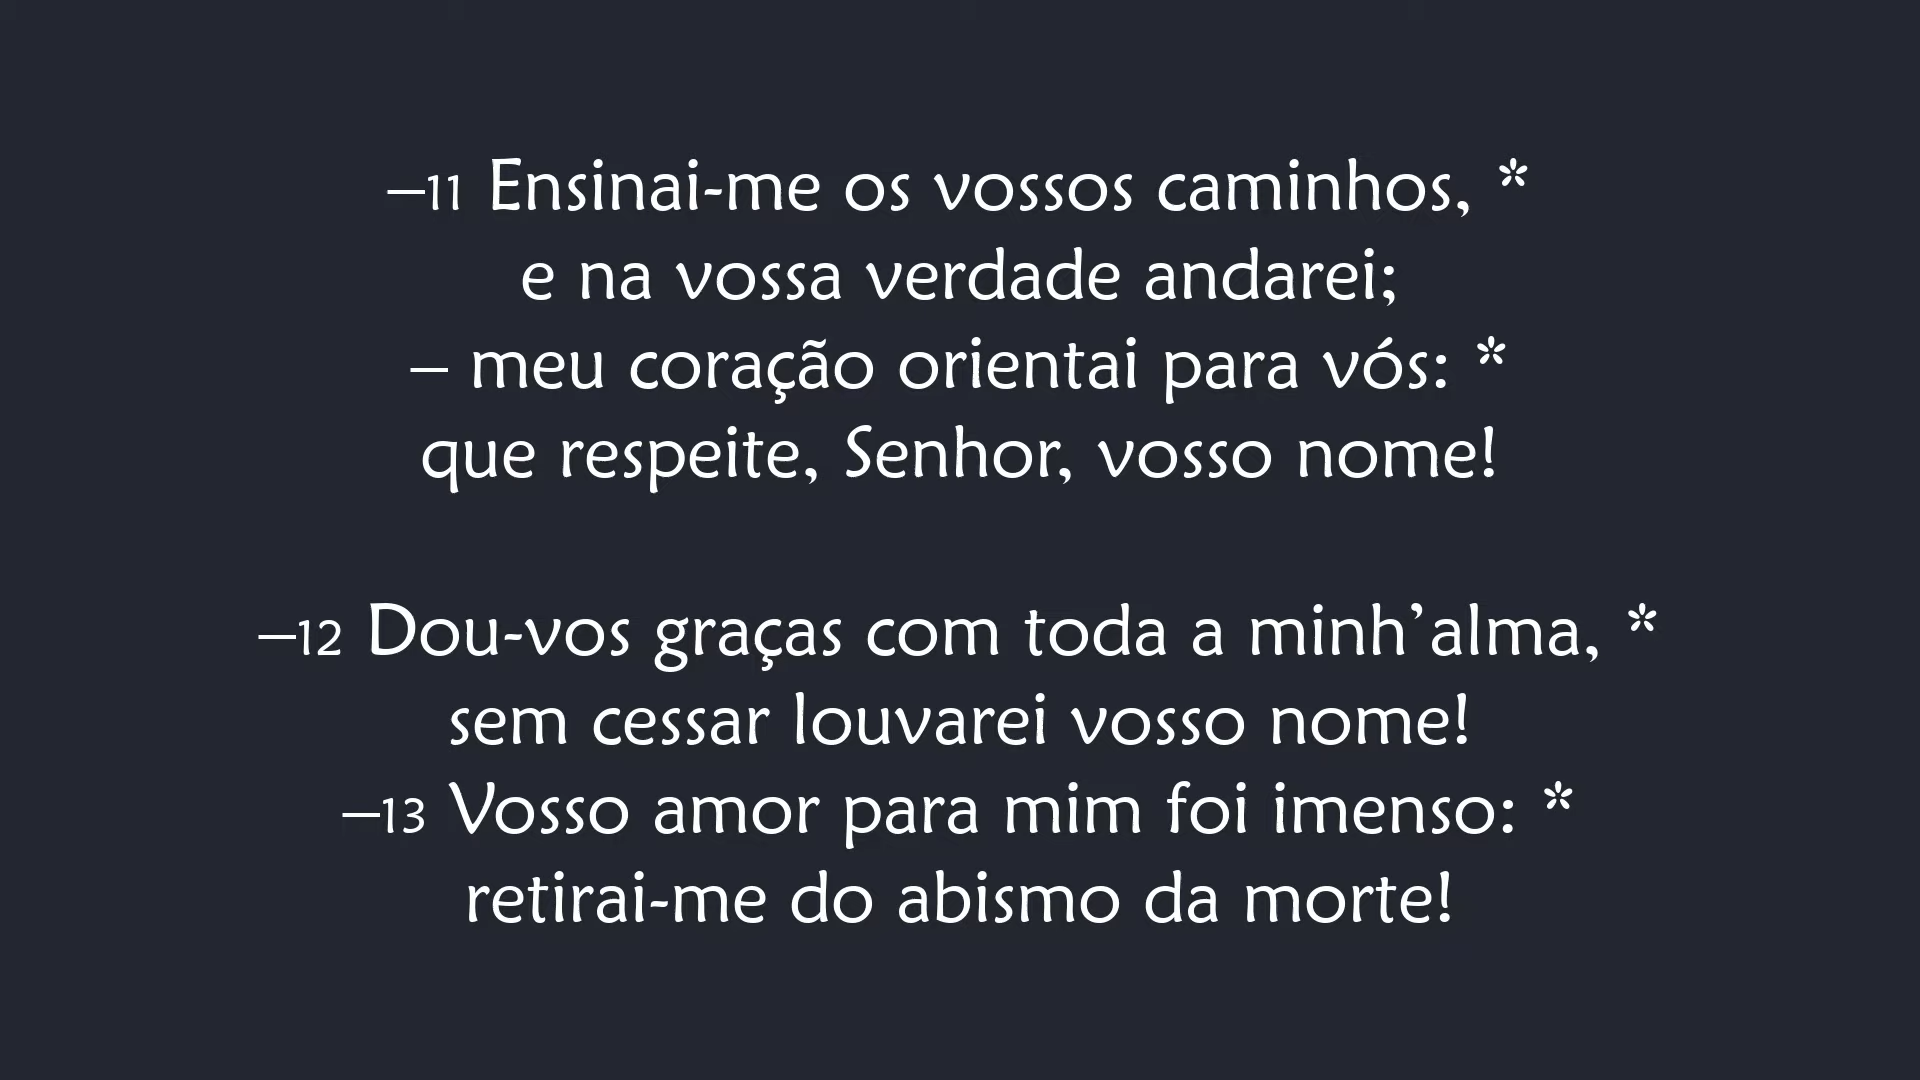 –11 Ensinai-me os vossos caminhos, *
e na vossa verdade andarei;
– meu coração orientai para vós: *
que respeite, Senhor, vosso nome!
–12 Dou-vos graças com toda a minh’alma, *
sem cessar louvarei vosso nome!
–13 Vosso amor para mim foi imenso: *
retirai-me do abismo da morte!